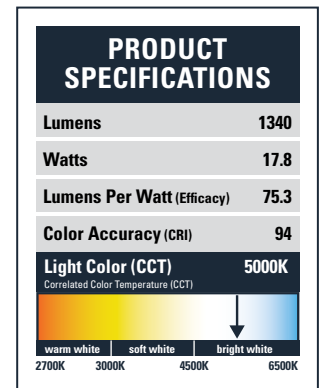 PRODUCT
SPECIFICATIONS
Lumens 1340
Watts 17.8
Lumens Per Watt (Efficacy) 75.3
Color Accuracy (CRI) 94
Light Color (CCT) 5000K
Correlated Color Temperature (CCT)
warm white soft white bright white
2700K 3000K 4500K 6500K